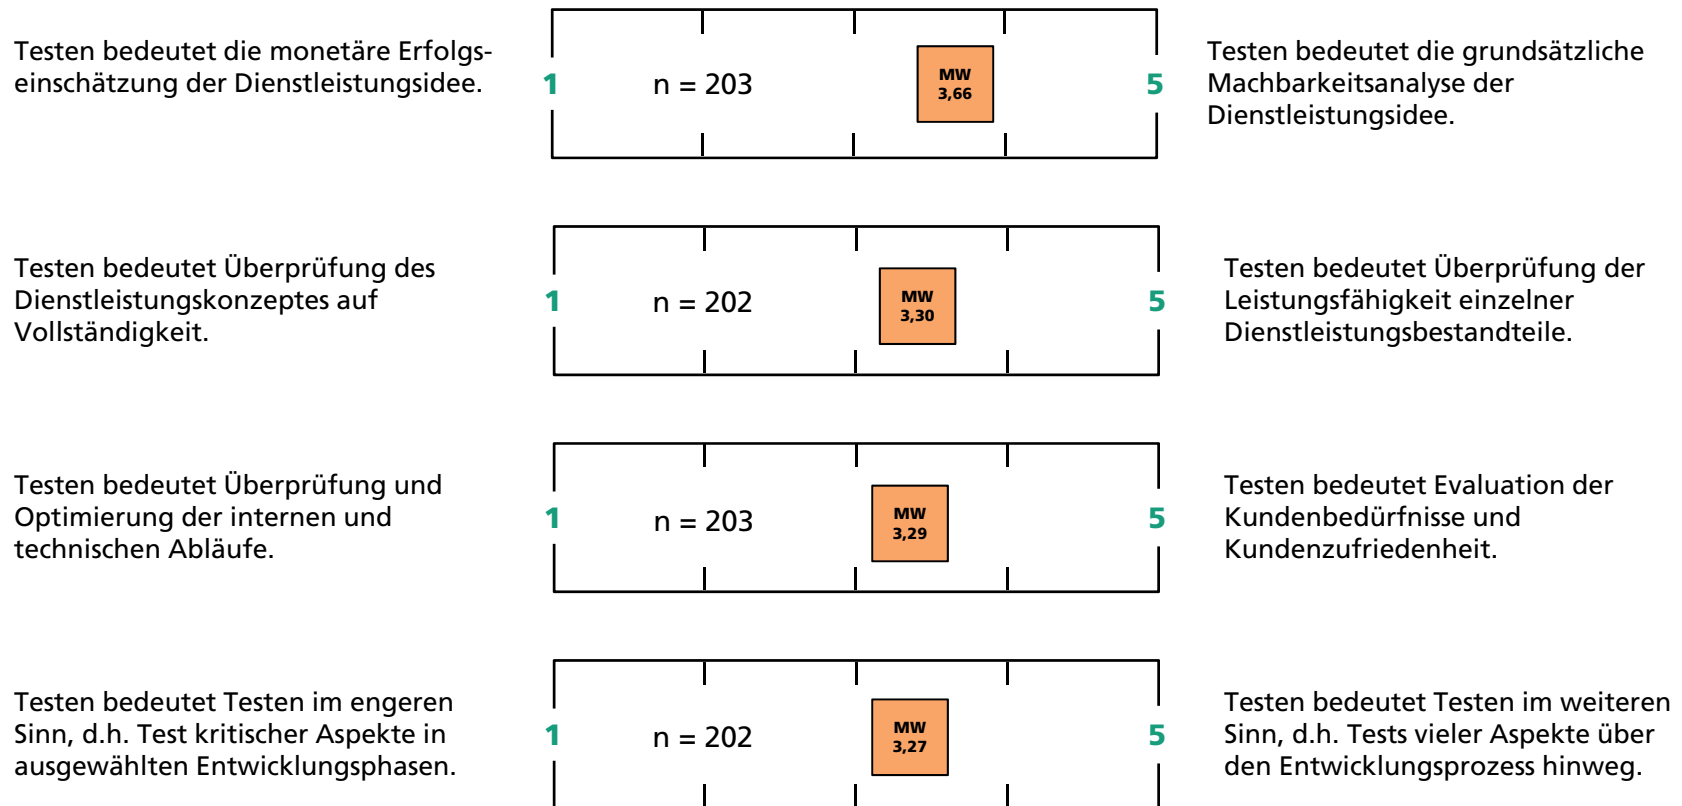 Testen bedeutet die monetäre Erfolgs-
einschätzung der Dienstleistungsidee.
1
n = 203
MW
3,66
5
Testen bedeutet die grundsätzliche
Machbarkeitsanalyse der
Dienstleistungsidee.
Testen bedeutet Überprüfung des
Dienstleistungskonzeptes auf
Vollständigkeit.
1
n = 202
MW
3,30
5
Testen bedeutet Überprüfung der
Leistungsfähigkeit einzelner
Dienstleistungsbestandteile.
Testen bedeutet Überprüfung und
Optimierung der internen und
technischen Abläufe.
1
n = 203
MW
3,29
5
Testen bedeutet Evaluation der
Kundenbedürfnisse und
Kundenzufriedenheit.
Testen bedeutet Testen im engeren
Sinn, d.h. Test kritischer Aspekte in
ausgewählten Entwicklungsphasen.
1
n = 202
MW
3,27
5
Testen bedeutet Testen im weiteren
Sinn, d.h. Tests vieler Aspekte über
den Entwicklungsprozess hinweg.